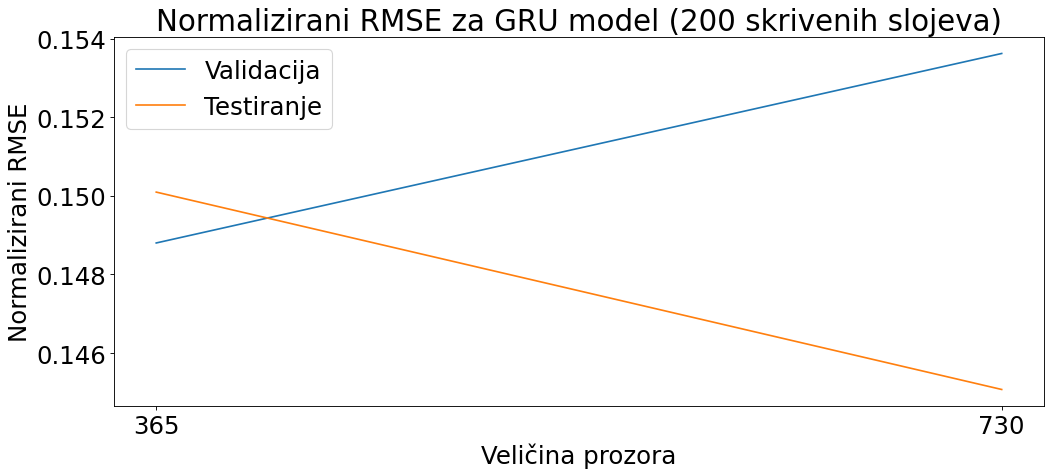 Normalizirani RMSE za GRU model (200 skrivenih slojeva)
0.154
0.152
0.150
0.148
0.146
Normalizirani RMSE
Validacija
Testiranje
365
730
Veličina prozora